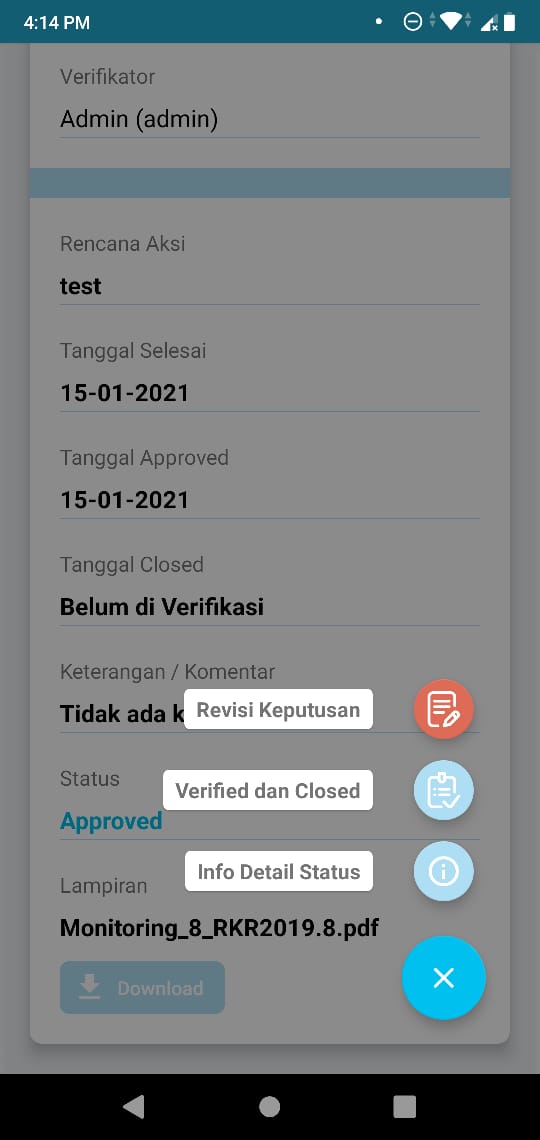 4:14 PM
Verifikator
Admin (admin)
Rencana Aksi
test
Tanggal Selesai
15-01-2021
Tanggal Approved
15-01-2021
Tanggal Closed
Belum di Verifikasi
Keterangan / Komentar
Tidak ada k
Revisi Keputusan
Status
Verified dan Closed
Approved
Info Detail Status
Lampiran
Monitoring_8_RKR2019.8.pdf
Download